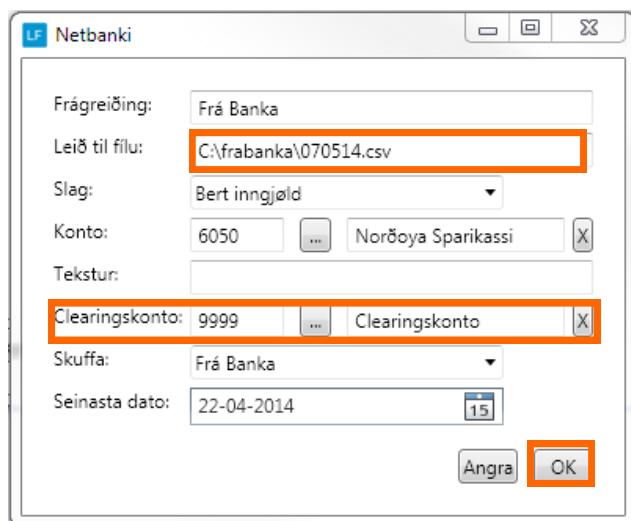 LF Netbanki
Frágreiðing: Frá Banka
Leið til fílu: C:\frabanka\070514.csv
Slag: Bert inngjøld
Konto: 6050 ... Norðoya Sparikassi X
Tekstur:
Clearingskonto: 9999 ... Clearingskonto X
Skuffa: Frá Banka
Seinasta dato: 22-04-2014 15
Angra OK